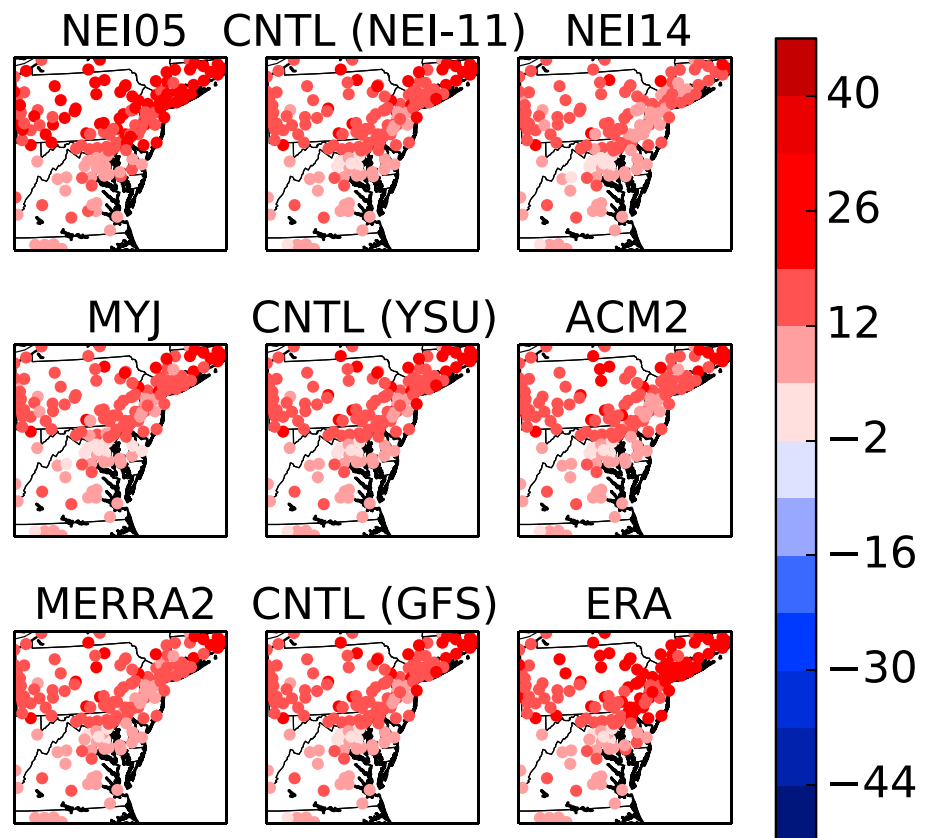 NEI05 CNTL (NEI-11) NEI14
MYJ CNTL (YSU) ACM2
MERRA2 CNTL (GFS) ERA
40
26
12
−2
−16
−30
−44